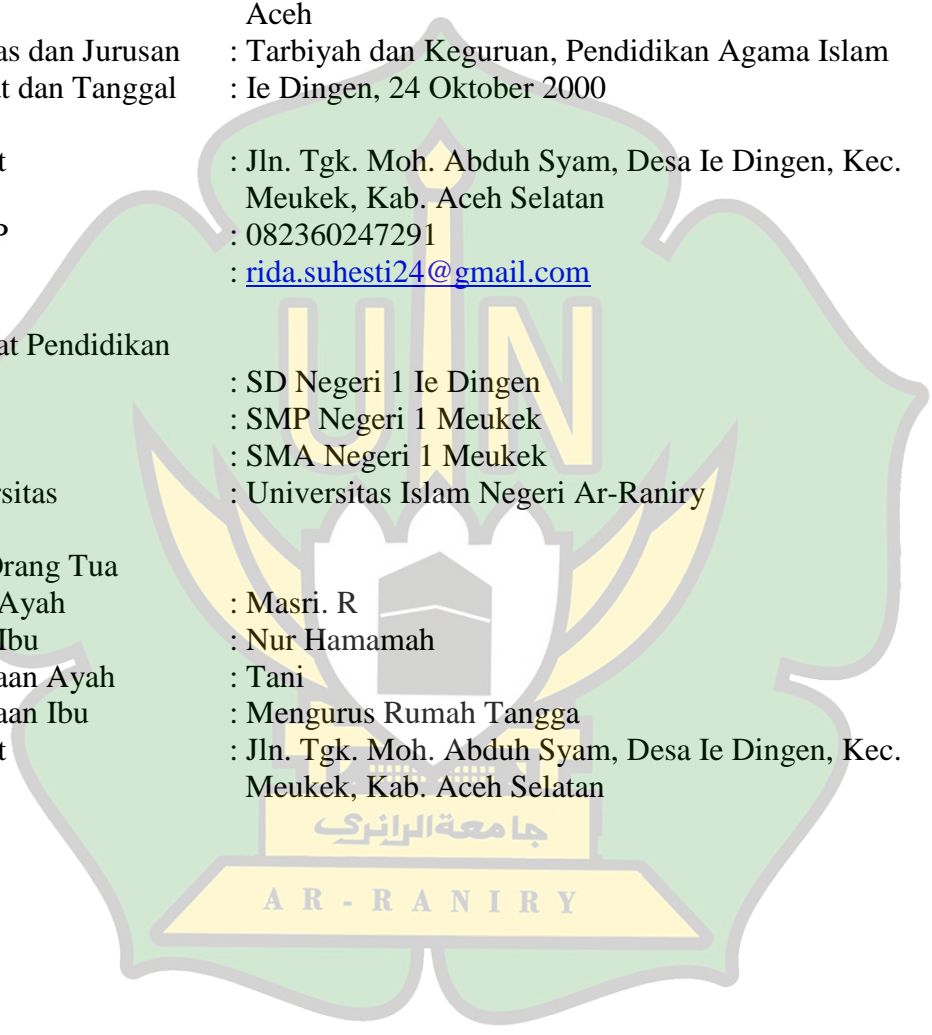 Aceh
as dan Jurusan : Tarbiyah dan Keguruan, Pendidikan Agama Islam
at dan Tanggal : Ie Dingen, 24 Oktober 2000
t : Jln. Tgk. Moh. Abduh Syam, Desa Ie Dingen, Kec.
Meukek, Kab. Aceh Selatan
P : 082360247291
: rida.suhesti24@gmail.com
at Pendidikan
: SD Negeri 1 Ie Dingen
: SMP Negeri 1 Meukek
: SMA Negeri 1 Meukek
rsitas : Universitas Islam Negeri Ar-Raniry
Orang Tua
Ayah : Masri. R
Ibu : Nur Hamamah
aan Ayah : Tani
aan Ibu : Mengurus Rumah Tangga
t : Jln. Tgk. Moh. Abduh Syam, Desa Ie Dingen, Kec.
Meukek, Kab. Aceh Selatan
UIN
جامعة الرانري
AR-RANIRY